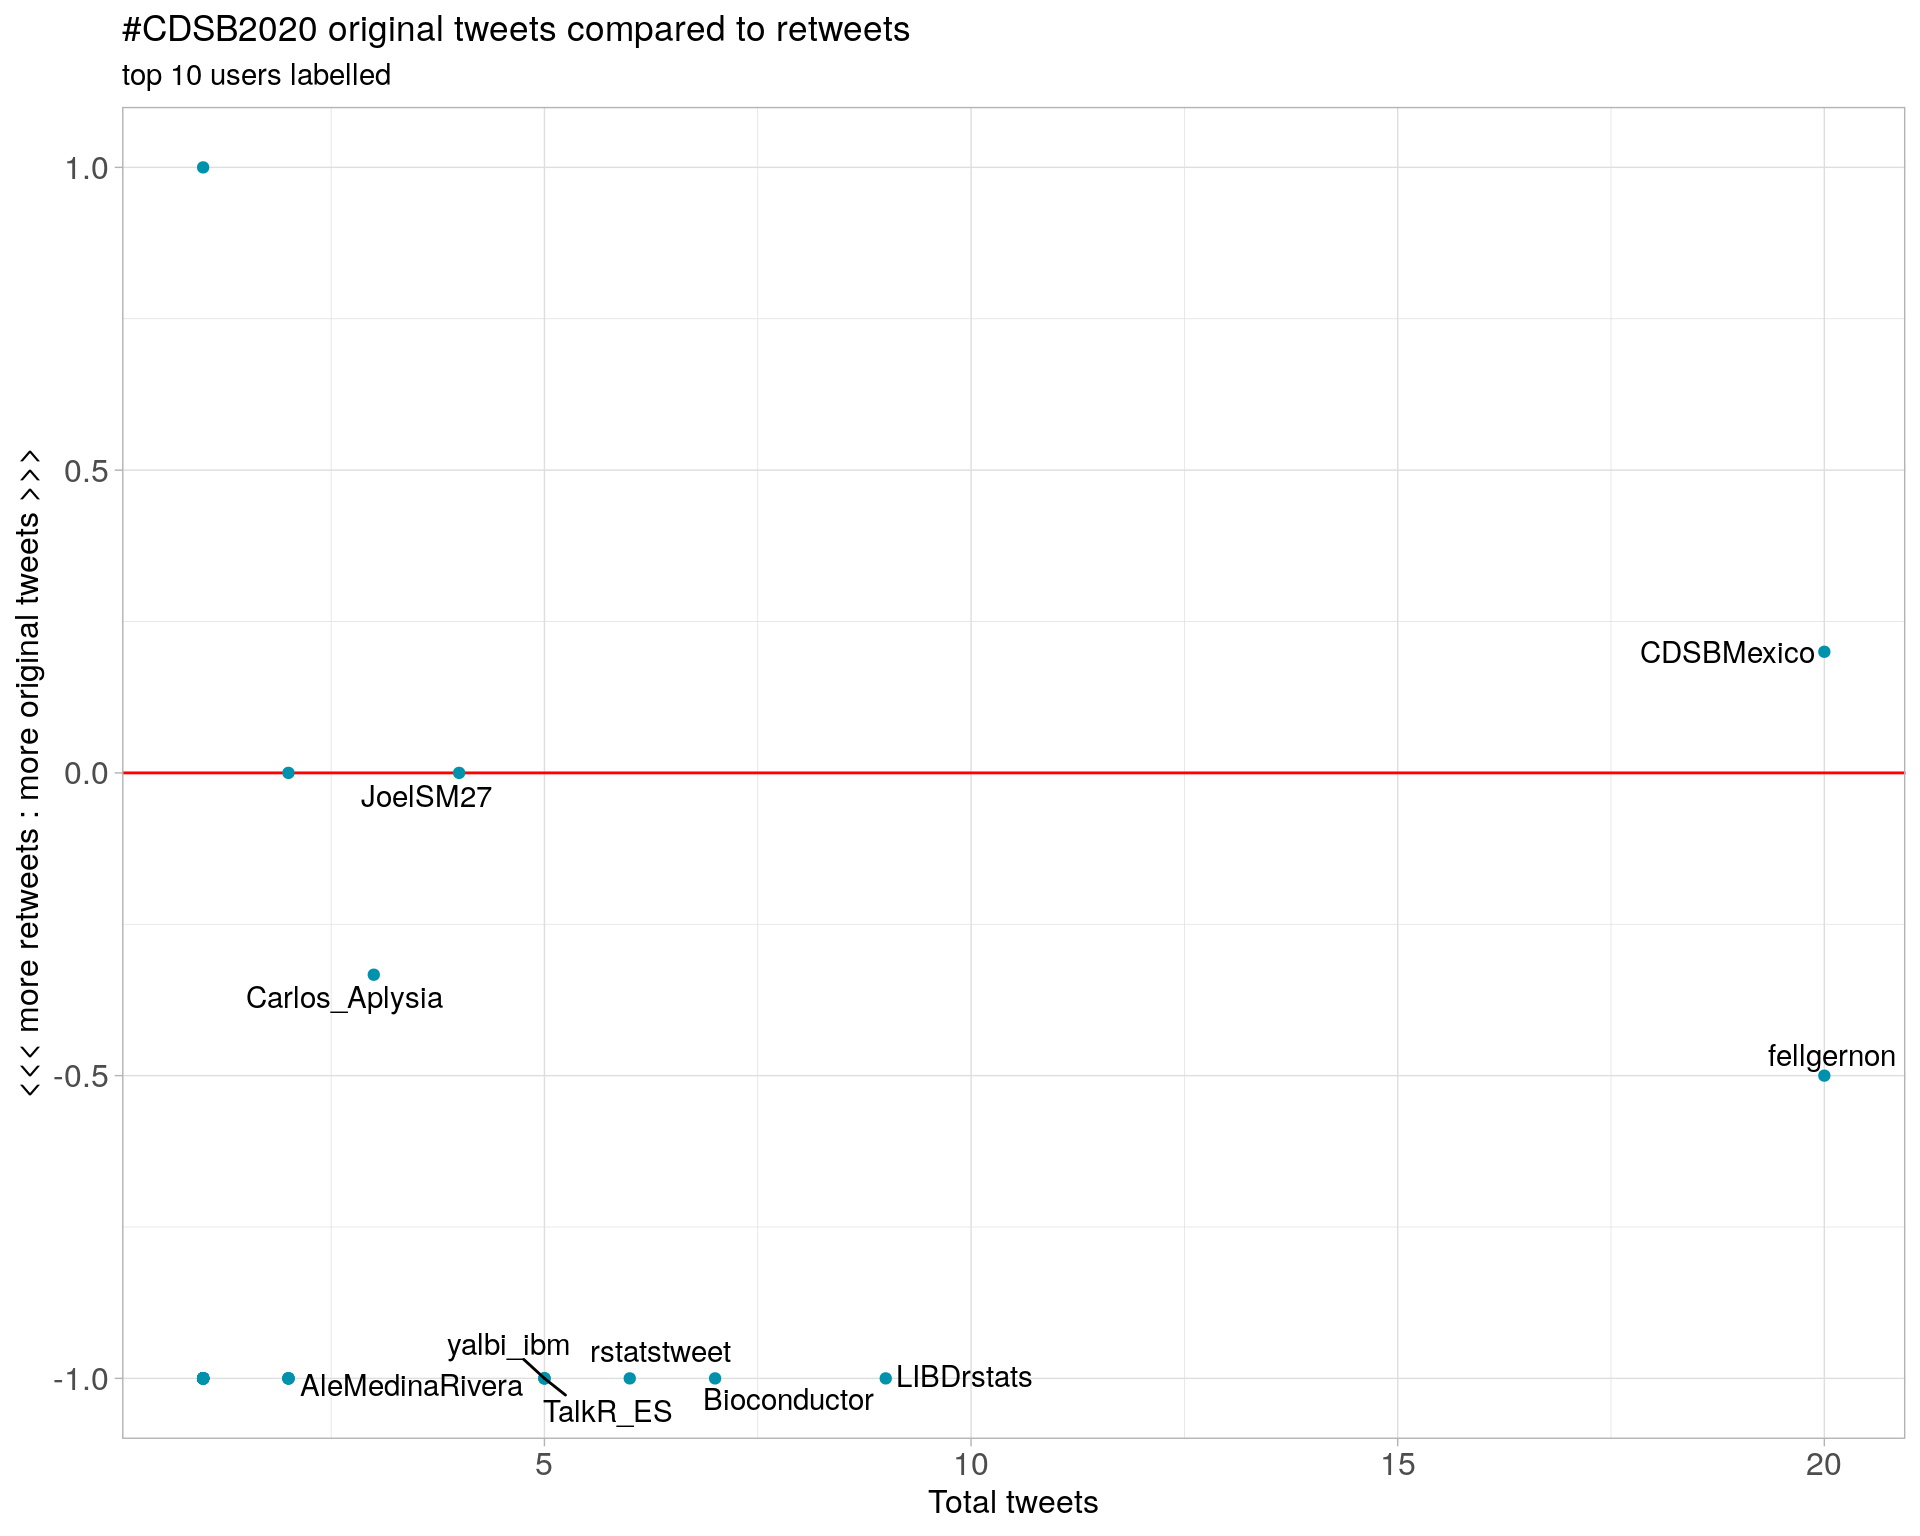 #CDSB2020 original tweets compared to retweets
top 10 users labelled
<<< more retweets : more original tweets >>>
1.0
0.5
0.0
-0.5
-1.0
CDSBMexico
JoelSM27
Carlos_Aplysia
fellgernon
yalbi_ibm
rstatstweet
AleMedinaRivera
LIBDrstats
Bioconductor
TalkR_ES
5
10
15
20
Total tweets